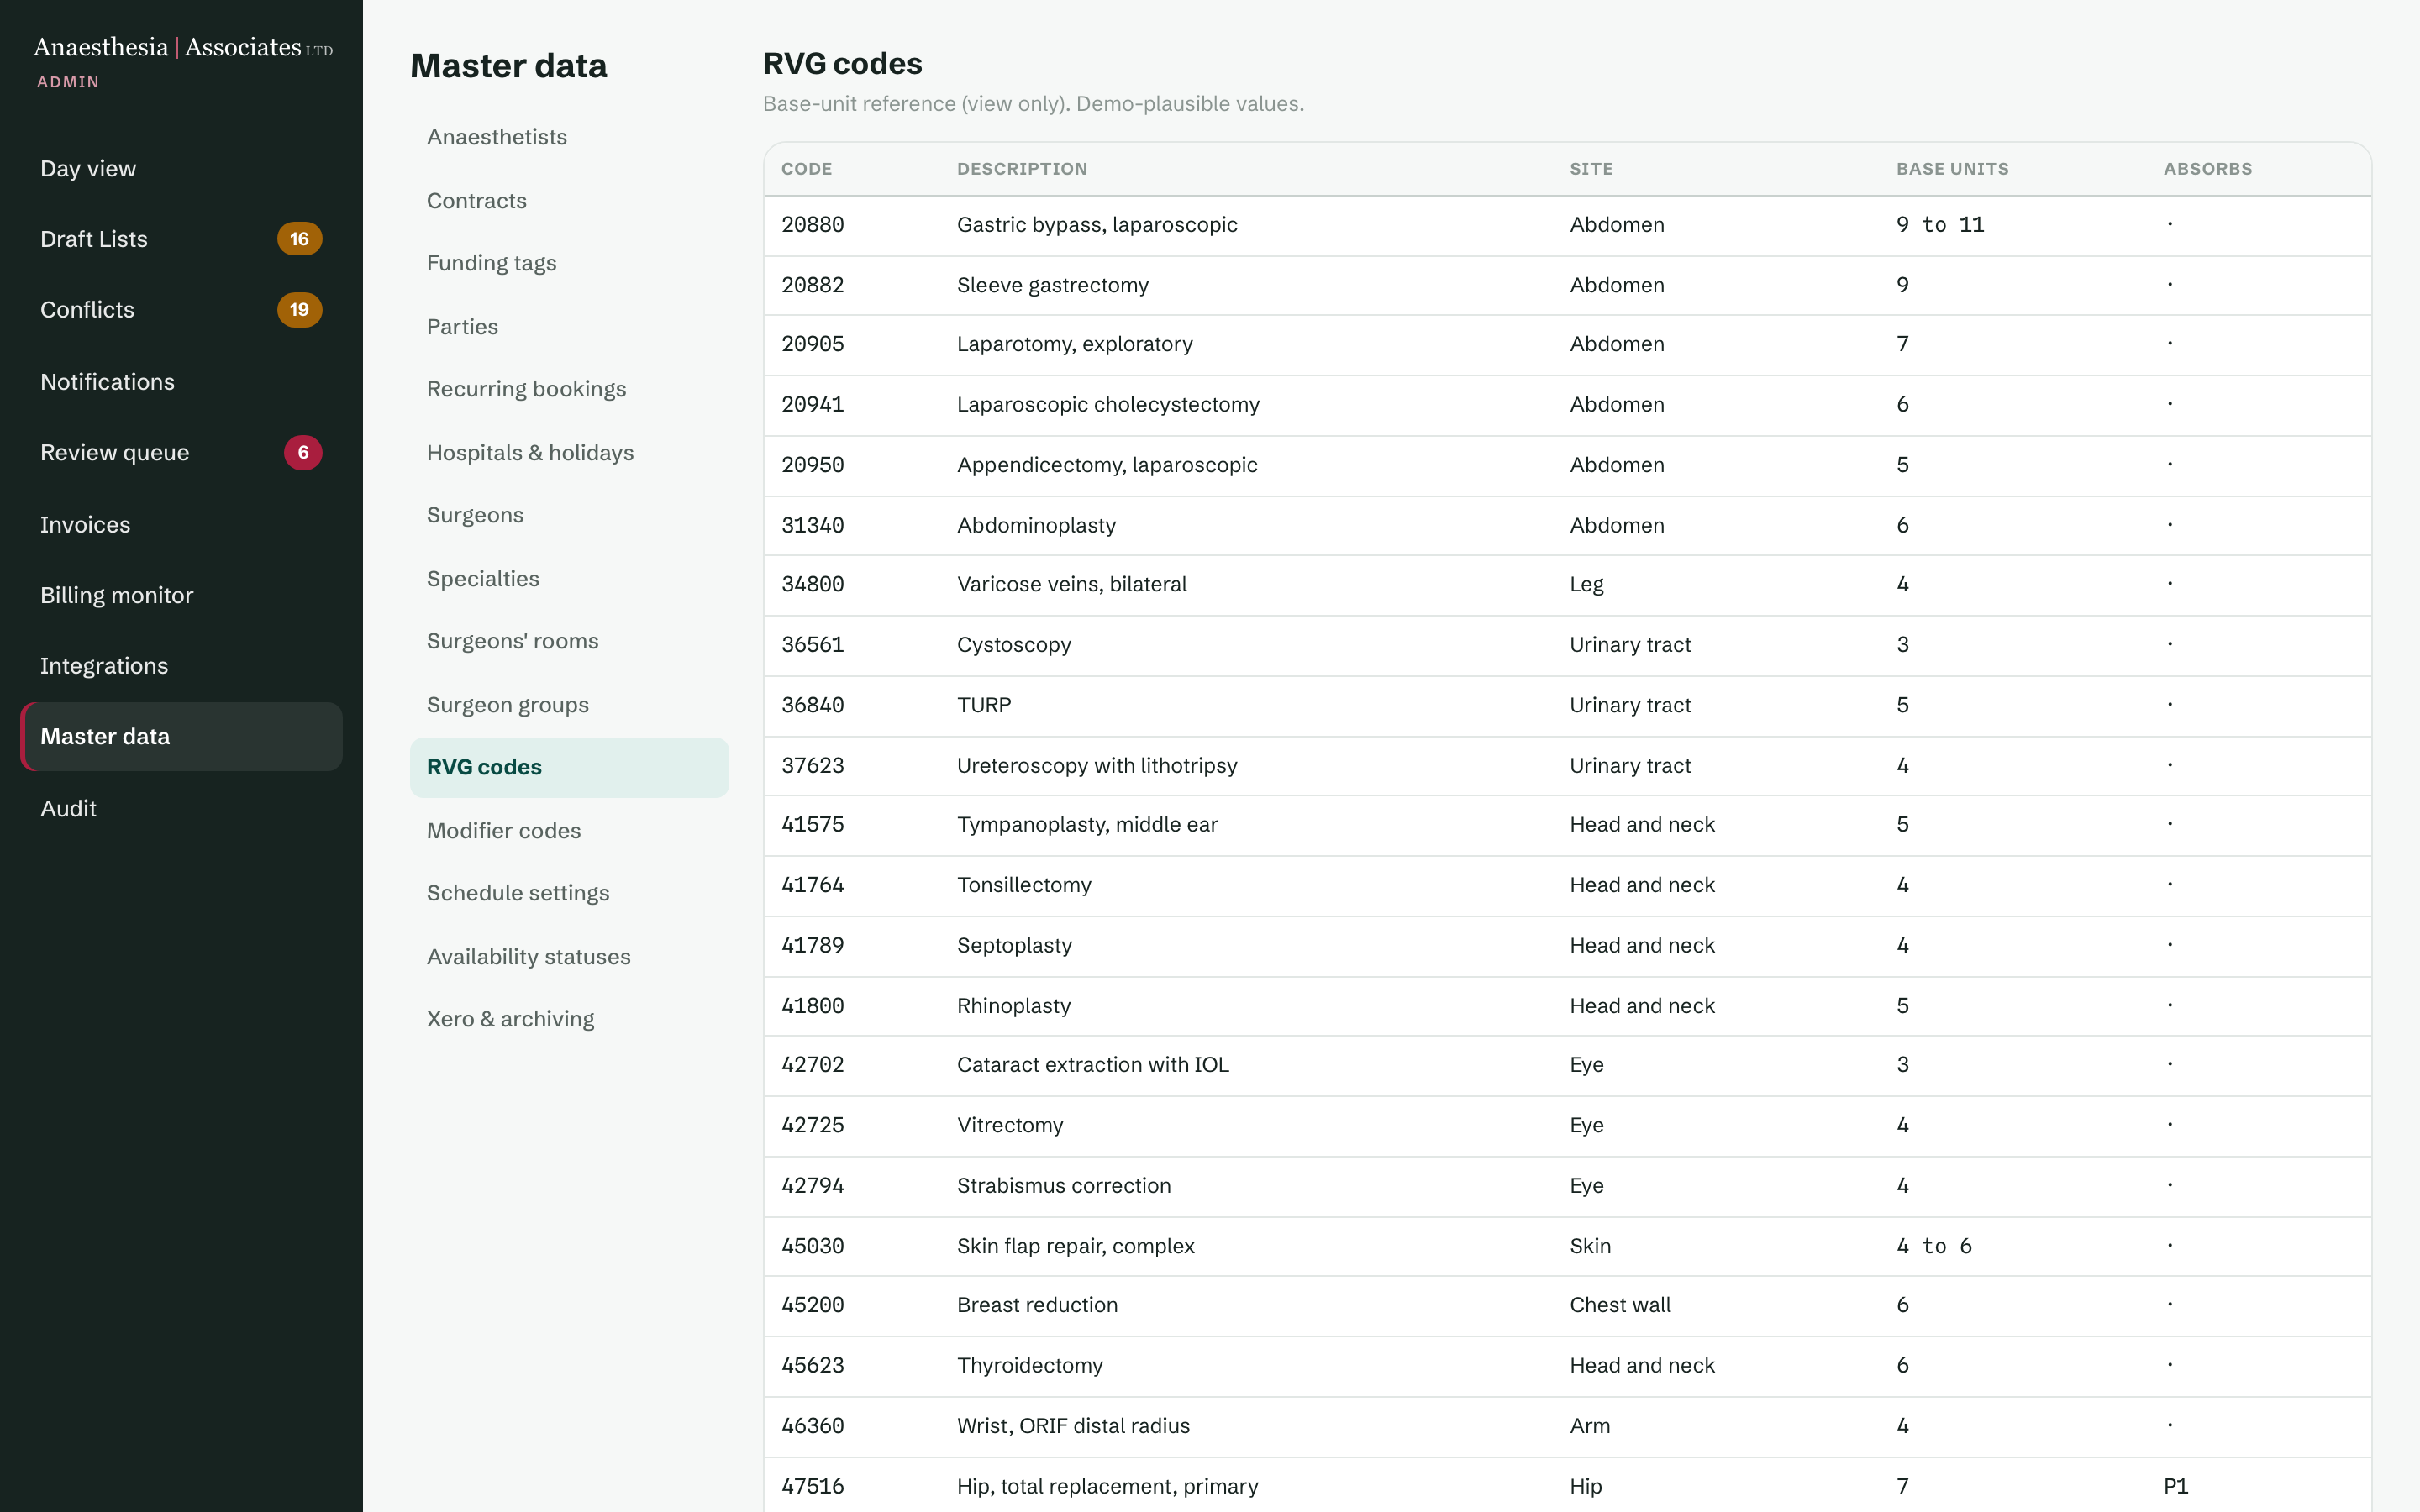 Anaesthesia | Associates LTD
ADMIN
Day view
Draft Lists 16
Conflicts 19
Notifications
Review queue 6
Invoices
Billing monitor
Integrations
Master data
Audit
Master data
Anaesthetists
Contracts
Funding tags
Parties
Recurring bookings
Hospitals & holidays
Surgeons
Specialties
Surgeons' rooms
Surgeon groups
RVG codes
Modifier codes
Schedule settings
Availability statuses
Xero & archiving
RVG codes
Base-unit reference (view only). Demo-plausible values.
CODE DESCRIPTION SITE BASE UNITS ABSORBS
20880 Gastric bypass, laparoscopic Abdomen 9 to 11 ·
20882 Sleeve gastrectomy Abdomen 9 ·
20905 Laparotomy, exploratory Abdomen 7 ·
20941 Laparoscopic cholecystectomy Abdomen 6 ·
20950 Appendicectomy, laparoscopic Abdomen 5 ·
31340 Abdominoplasty Abdomen 6 ·
34800 Varicose veins, bilateral Leg 4 ·
36561 Cystoscopy Urinary tract 3 ·
36840 TURP Urinary tract 5 ·
37623 Ureteroscopy with lithotripsy Urinary tract 4 ·
41575 Tympanoplasty, middle ear Head and neck 5 ·
41764 Tonsillectomy Head and neck 4 ·
41789 Septoplasty Head and neck 4 ·
41800 Rhinoplasty Head and neck 5 ·
42702 Cataract extraction with IOL Eye 3 ·
42725 Vitrectomy Eye 4 ·
42794 Strabismus correction Eye 4 ·
45030 Skin flap repair, complex Skin 4 to 6 ·
45200 Breast reduction Chest wall 6 ·
45623 Thyroidectomy Head and neck 6 ·
46360 Wrist, ORIF distal radius Arm 4 ·
47516 Hip, total replacement, primary Hip 7 P1